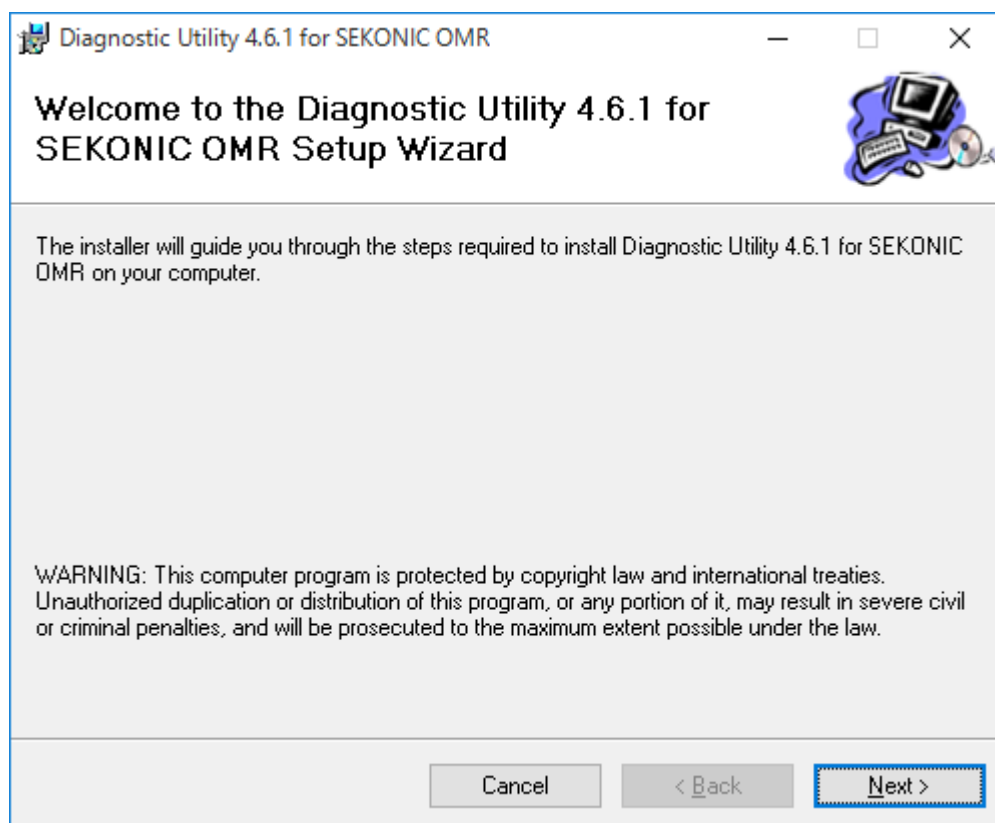 Diagnostic Utility 4.6.1 for SEKONIC OMR
Welcome to the Diagnostic Utility 4.6.1 for
SEKONIC OMR Setup Wizard
The installer will guide you through the steps required to install Diagnostic Utility 4.6.1 for SEKONIC
OMR on your computer.
WARNING: This computer program is protected by copyright law and international treaties.
Unauthorized duplication or distribution of this program, or any portion of it, may result in severe civil
or criminal penalties, and will be prosecuted to the maximum extent possible under the law.
Cancel
< Back
Next >